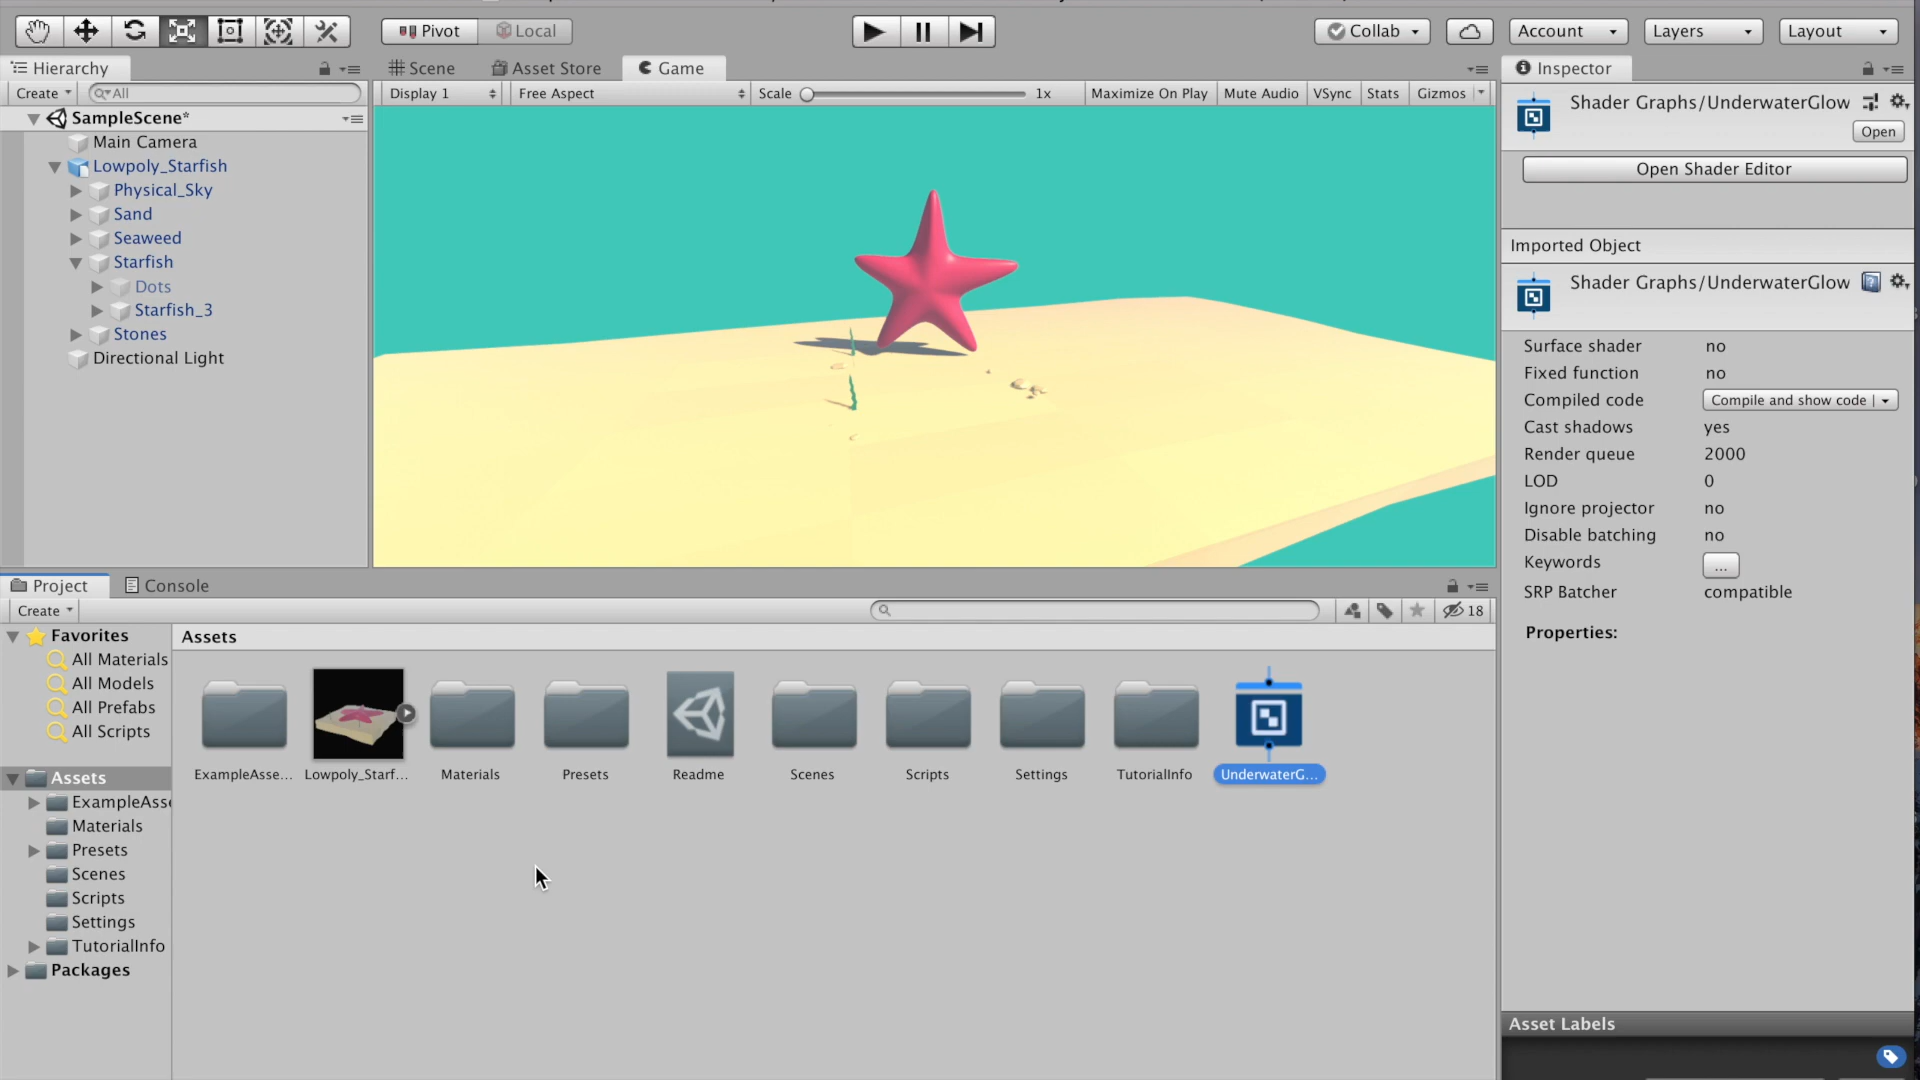 Pivot
Local
Collab
Account
Layers
Layout
Hierarchy
Create
All
SampleScene*
Main Camera
Lowpoly_Starfish
Physical_Sky
Sand
Seaweed
Starfish
Dots
Starfish_3
Stones
Directional Light
Scene
Asset Store
Game
Display 1
Free Aspect
Scale
1x
Maximize On Play
Mute Audio
VSync
Stats
Gizmos
Inspector
Shader Graphs/UnderwaterGlow
Open
Open Shader Editor
Imported Object
Shader Graphs/UnderwaterGlow
Surface shader no
Fixed function no
Compiled code Compile and show code
Cast shadows yes
Render queue 2000
LOD 0
Ignore projector no
Disable batching no
Keywords ...
SRP Batcher compatible
Properties:
Asset Labels
Project
Console
Create
18
Favorites
All Materials
All Models
All Prefabs
All Scripts
Assets
ExampleAss
Materials
Presets
Scenes
Scripts
Settings
TutorialInfo
Packages
Assets
ExampleAsse...
Lowpoly_Starf...
Materials
Presets
Readme
Scenes
Scripts
Settings
TutorialInfo
UnderwaterG...